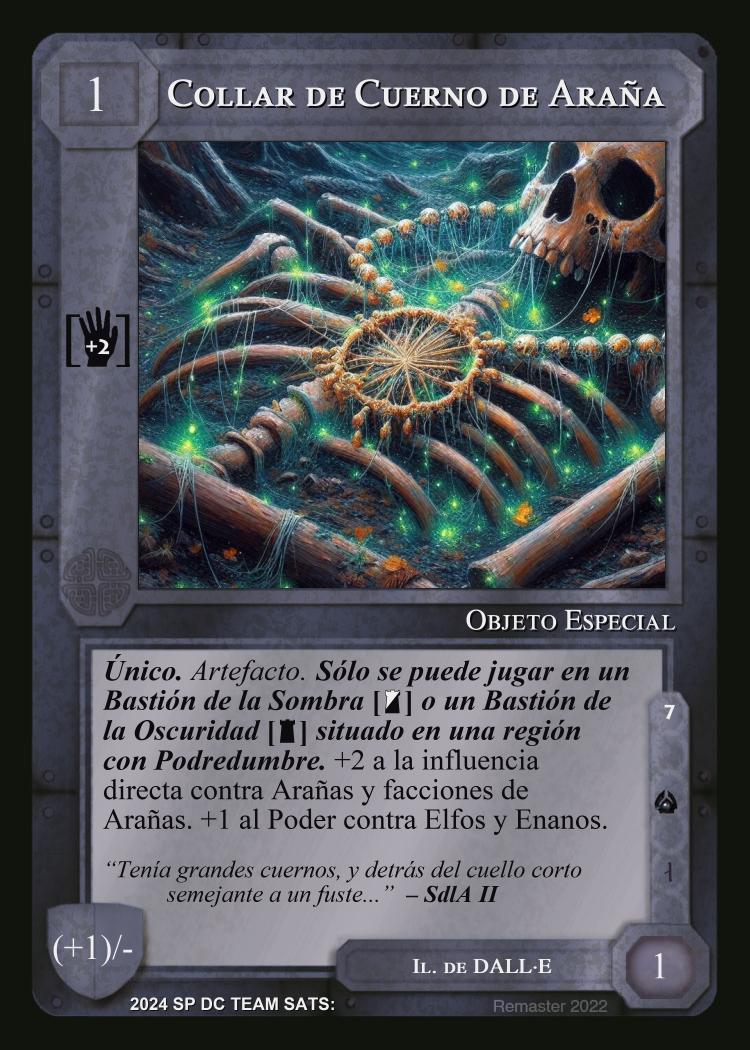 1
Collar de Cuerno de Araña
+2
Objeto Especial
Único. Artefacto. Sólo se puede jugar en un
Bastión de la Sombra [ ] o un Bastión de
la Oscuridad [ ] situado en una región
con Podredumbre. +2 a la influencia
directa contra Arañas y facciones de
Arañas. +1 al Poder contra Elfos y Enanos.
7
“Tenía grandes cuernos, y detrás del cuello corto
semejante a un fuste...” – SdlA II
(+1)/-
Il. de DALL·E
1
2024 SP DC TEAM SATS:
Remaster 2022